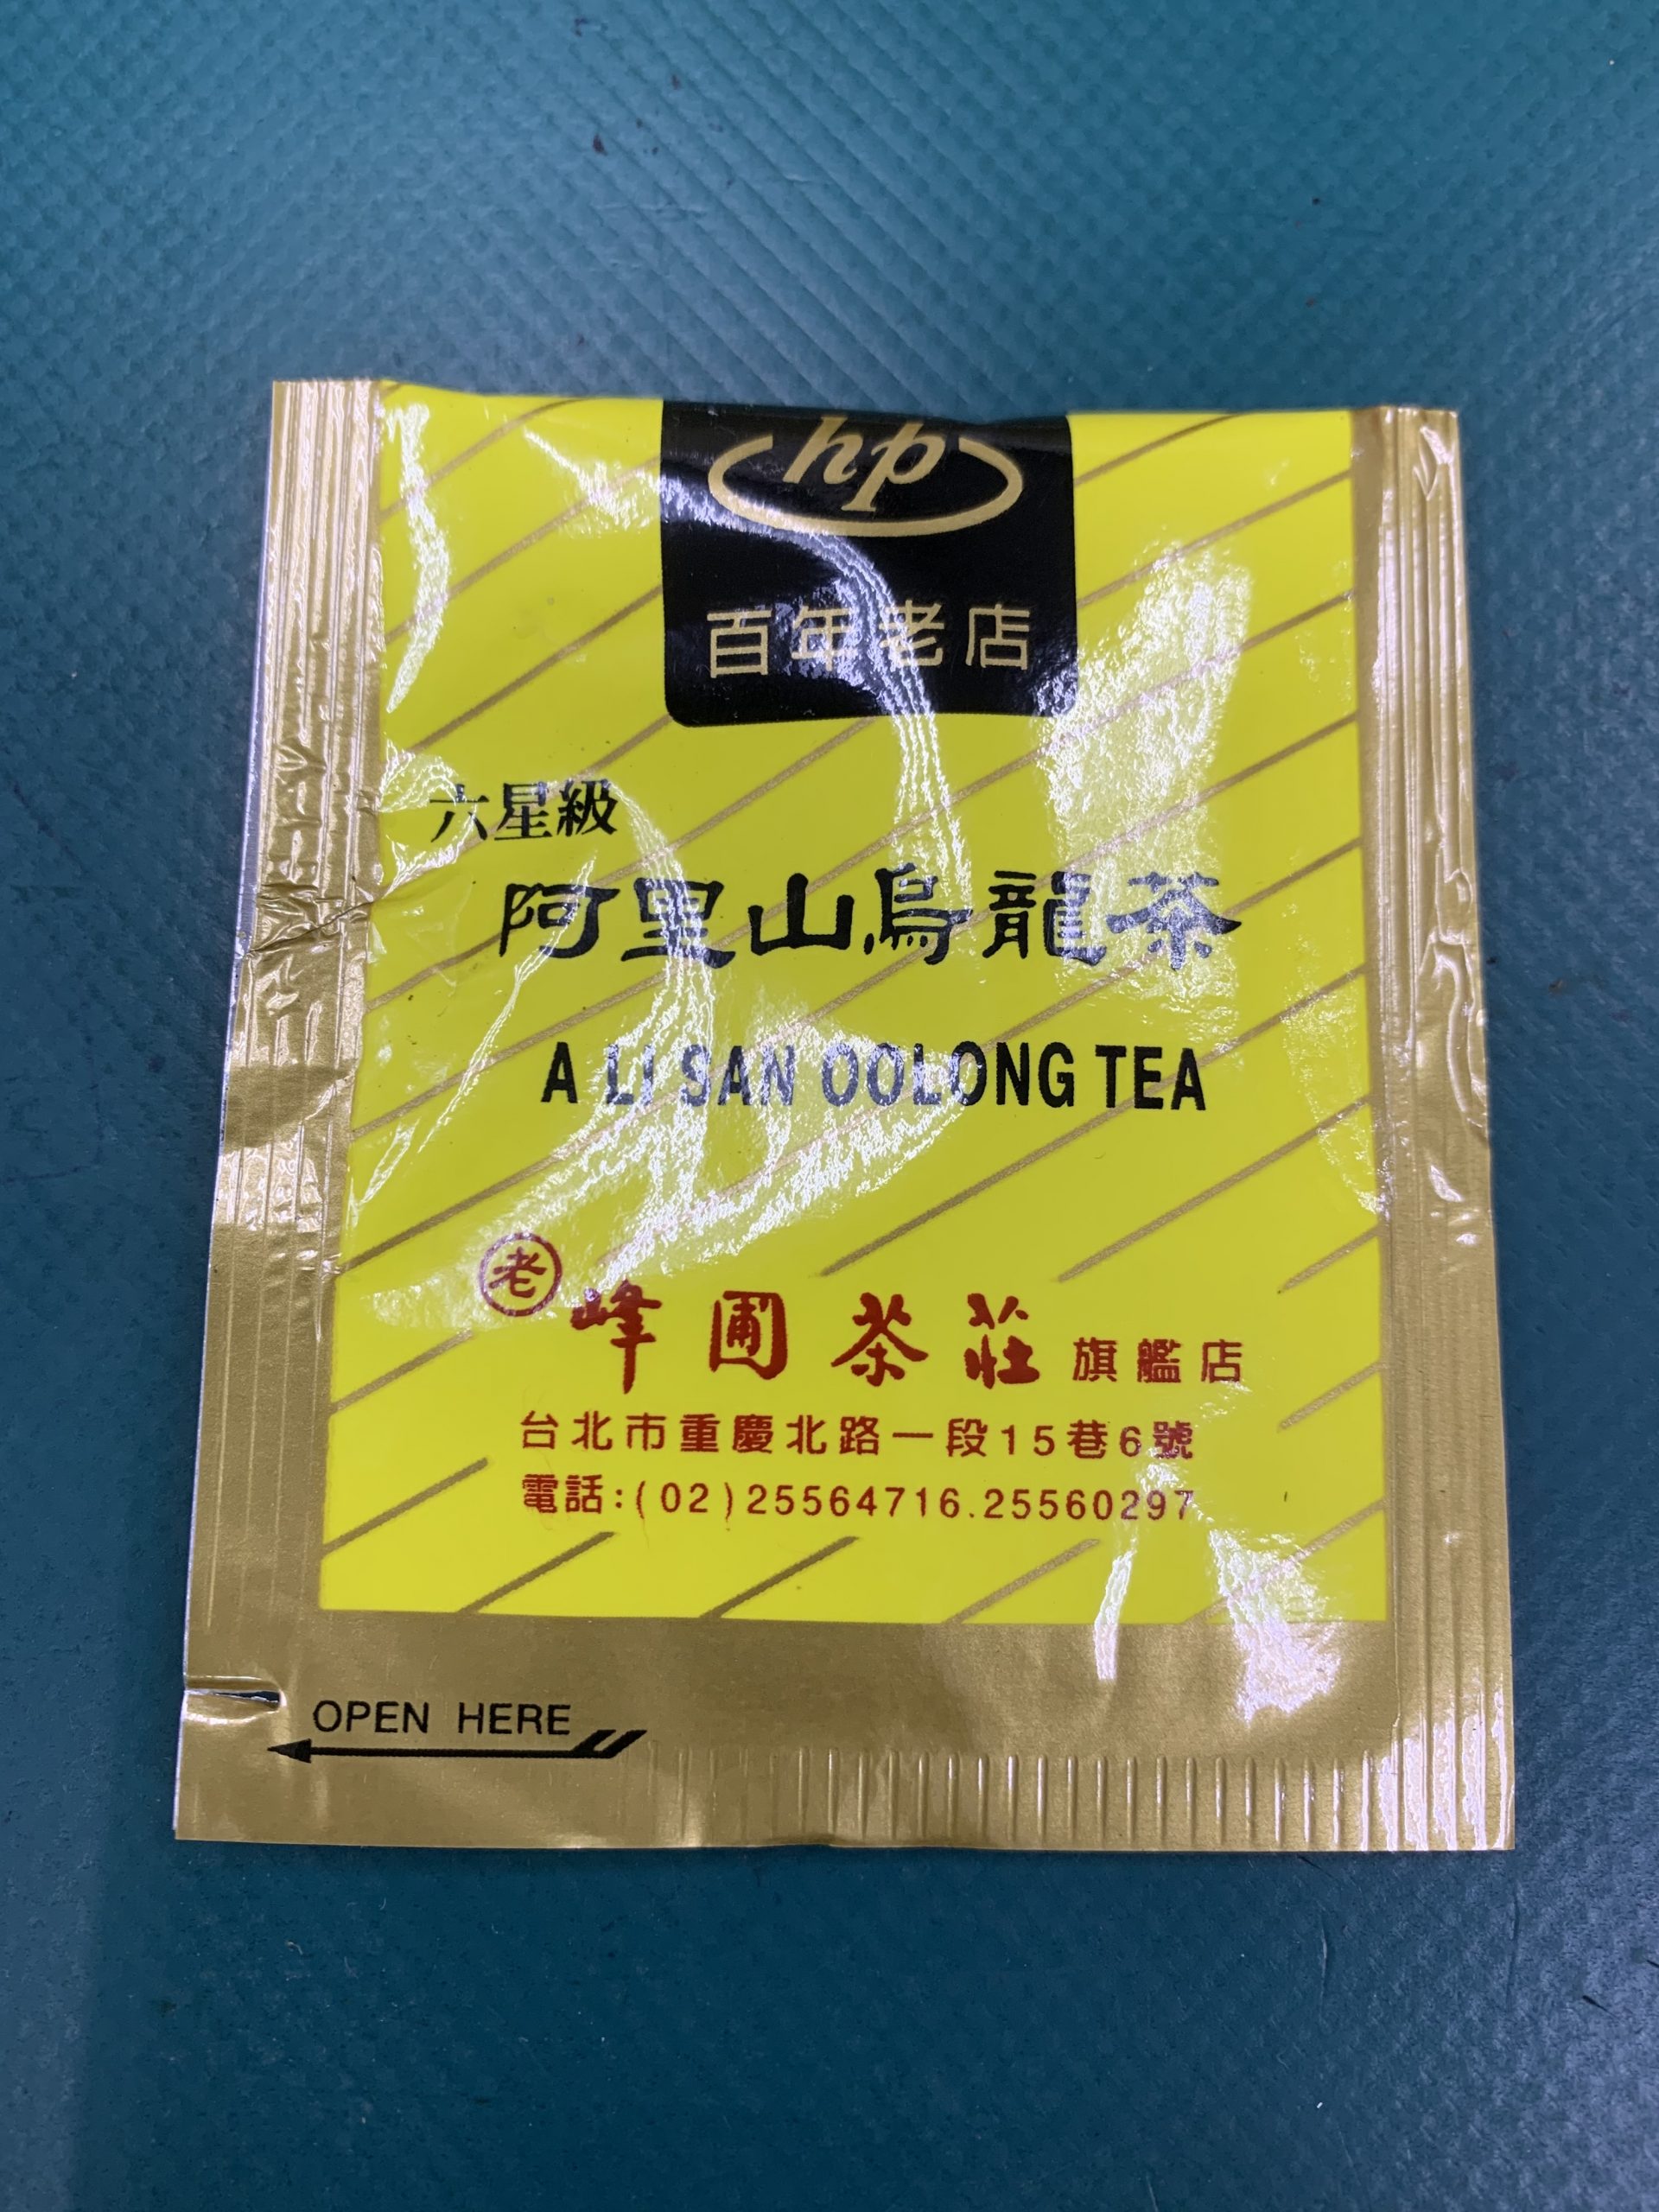 hp
百年老店
六星級
阿里山烏龍茶
A LI SAN OOLONG TEA
老 峰圃茶莊 旗艦店
台北市重慶北路一段15巷6號
電話:(02)25564716.25560297
OPEN HERE